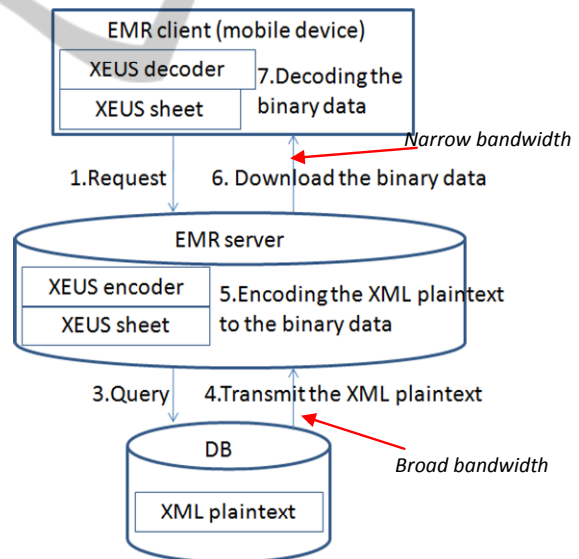 EMR client (mobile device)
XEUS decoder
7.Decoding the
binary data
XEUS sheet
Narrow bandwidth
1.Request
6. Download the binary data
EMR server
XEUS encoder
5.Encoding the XML plaintext
to the binary data
XEUS sheet
3.Query
4.Transmit the XML plaintext
DB
Broad bandwidth
XML plaintext